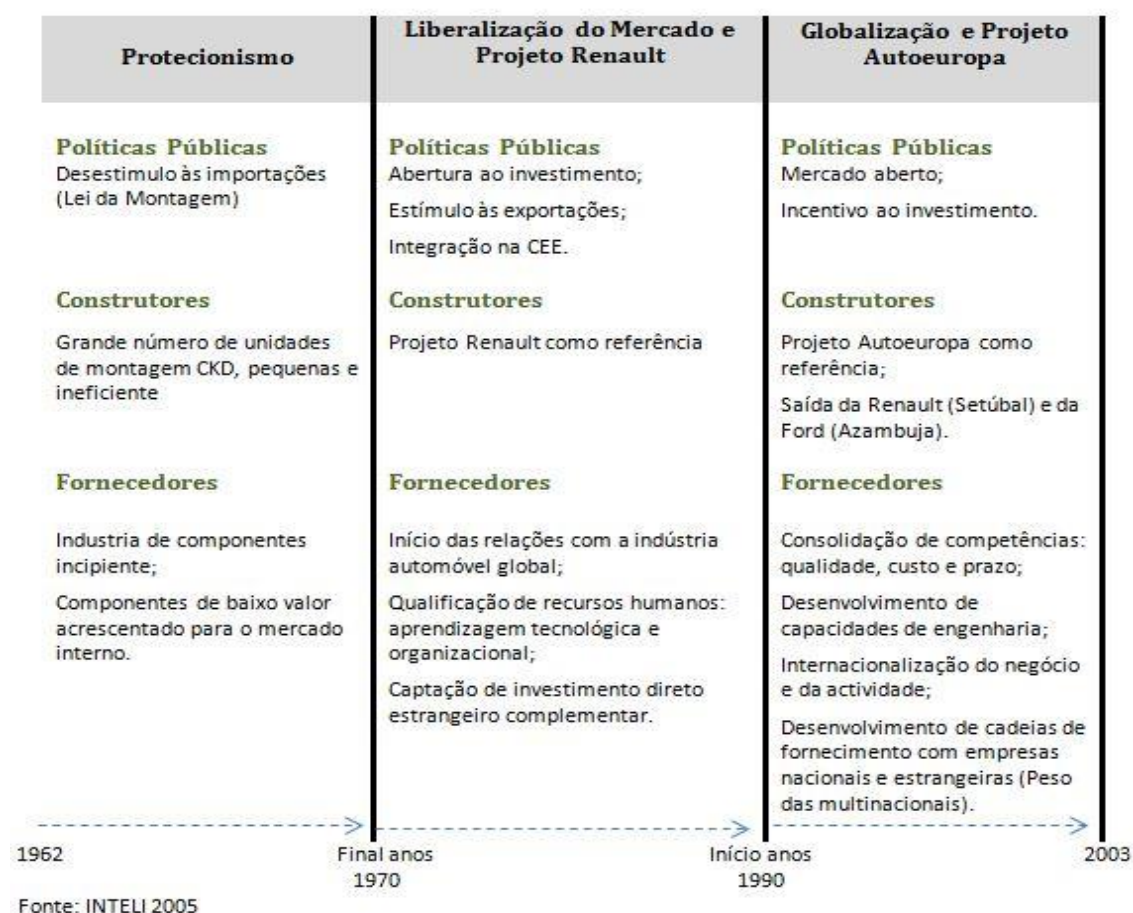 Protecionismo
Liberalização do Mercado e
Projeto Renault
Globalização e Projeto
Autoeuropa
Políticas Públicas
Desestimulo às importações
(Lei da Montagem)
Políticas Públicas
Abertura ao investimento;
Estímulo às exportações;
Integração na CEE.
Políticas Públicas
Mercado aberto;
Incentivo ao investimento.
Construtores
Grande número de unidades
de montagem CKD, pequenas e
ineficiente
Construtores
Projeto Renault como referência
Construtores
Projeto Autoeuropa como
referência;
Saída da Renault (Setúbal) e da
Ford (Azambuja).
Fornecedores
Industria de componentes
incipiente;
Componentes de baixo valor
acrescentado para o mercado
interno.
Fornecedores
Início das relações com a indústria
automóvel global;
Qualificação de recursos humanos:
aprendizagem tecnológica e
organizacional;
Captação de investimento direto
estrangeiro complementar.
Fornecedores
Consolidação de competências:
qualidade, custo e prazo;
Desenvolvimento de
capacidades de engenharia;
Internacionalização do negócio
e da actividade;
Desenvolvimento de cadeias de
fornecimento com empresas
nacionais e estrangeiras (Peso
das multinacionais).
1962
Final anos
1970
Início anos
1990
2003
Fonte: INTELI 2005